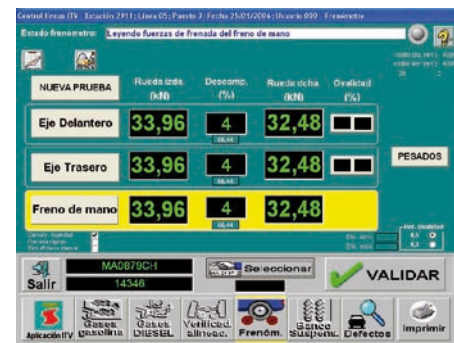 Control líneas ITV Estación 2911; Línea 05; Puesto 3; Fecha 25/01/2006; Usuario 000 Frenómetro
Estado frenómetro: Leyendo fuerzas de frenada del freno de mano
NUEVA PRUEBA
Rueda izda. (kN)
Descomp. (%)
Rueda dcha (kN)
Ovalidad (%)
Eje Delantero 33,96 4 32,48
Eje Trasero 33,96 4 32,48
PESADOS
Freno de mano 33,96 4 32,48
Salir
MA0879CH
14346
Seleccionar
VALIDAR
Aplicación ITV
Gases gasolina
Gases DIESEL
Verificad. alineac.
Frenóm.
Banco Suspens.
Defectos
Imprimir